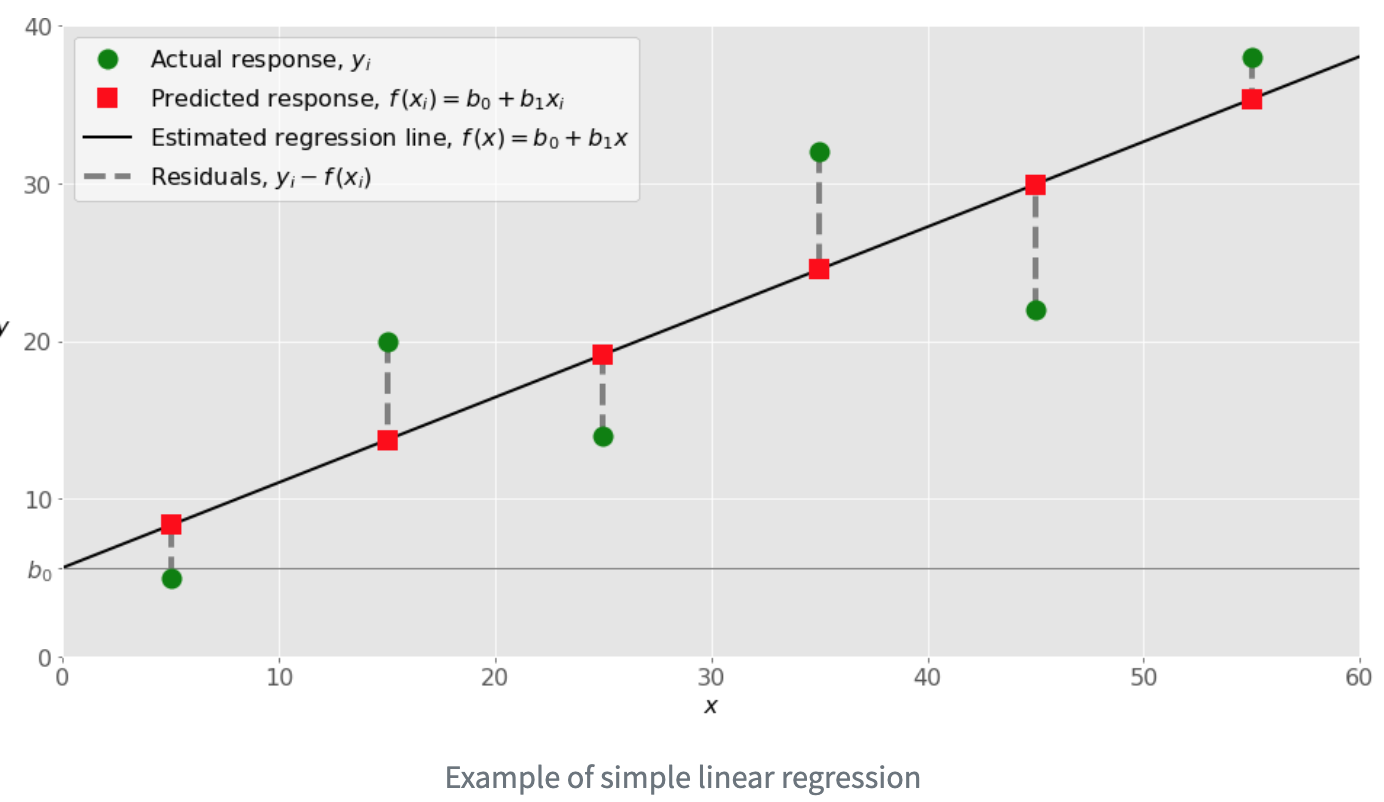 40
Actual response, yᵢ
Predicted response, f(xᵢ) = b₀ + b₁xᵢ
Estimated regression line, f(x) = b₀ + b₁x
Residuals, yᵢ − f(xᵢ)
30
y
20
10
b₀
0
0 10 20 30 40 50 60
x
Example of simple linear regression